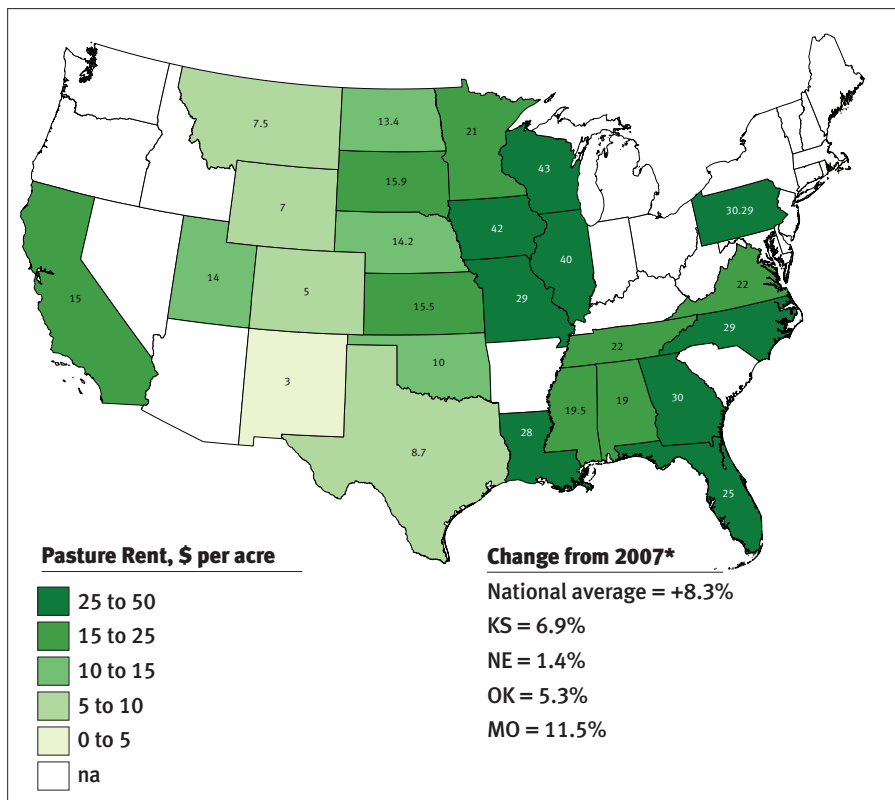 7.5
13.4
21
43
15.9
7
42
30.29
14.2
40
14
5
22
15
15.5
29
29
22
10
3
19.5
19
30
28
8.7
25
Pasture Rent, $ per acre
25 to 50
15 to 25
10 to 15
5 to 10
0 to 5
na
Change from 2007*
National average = +8.3%
KS = 6.9%
NE = 1.4%
OK = 5.3%
MO = 11.5%